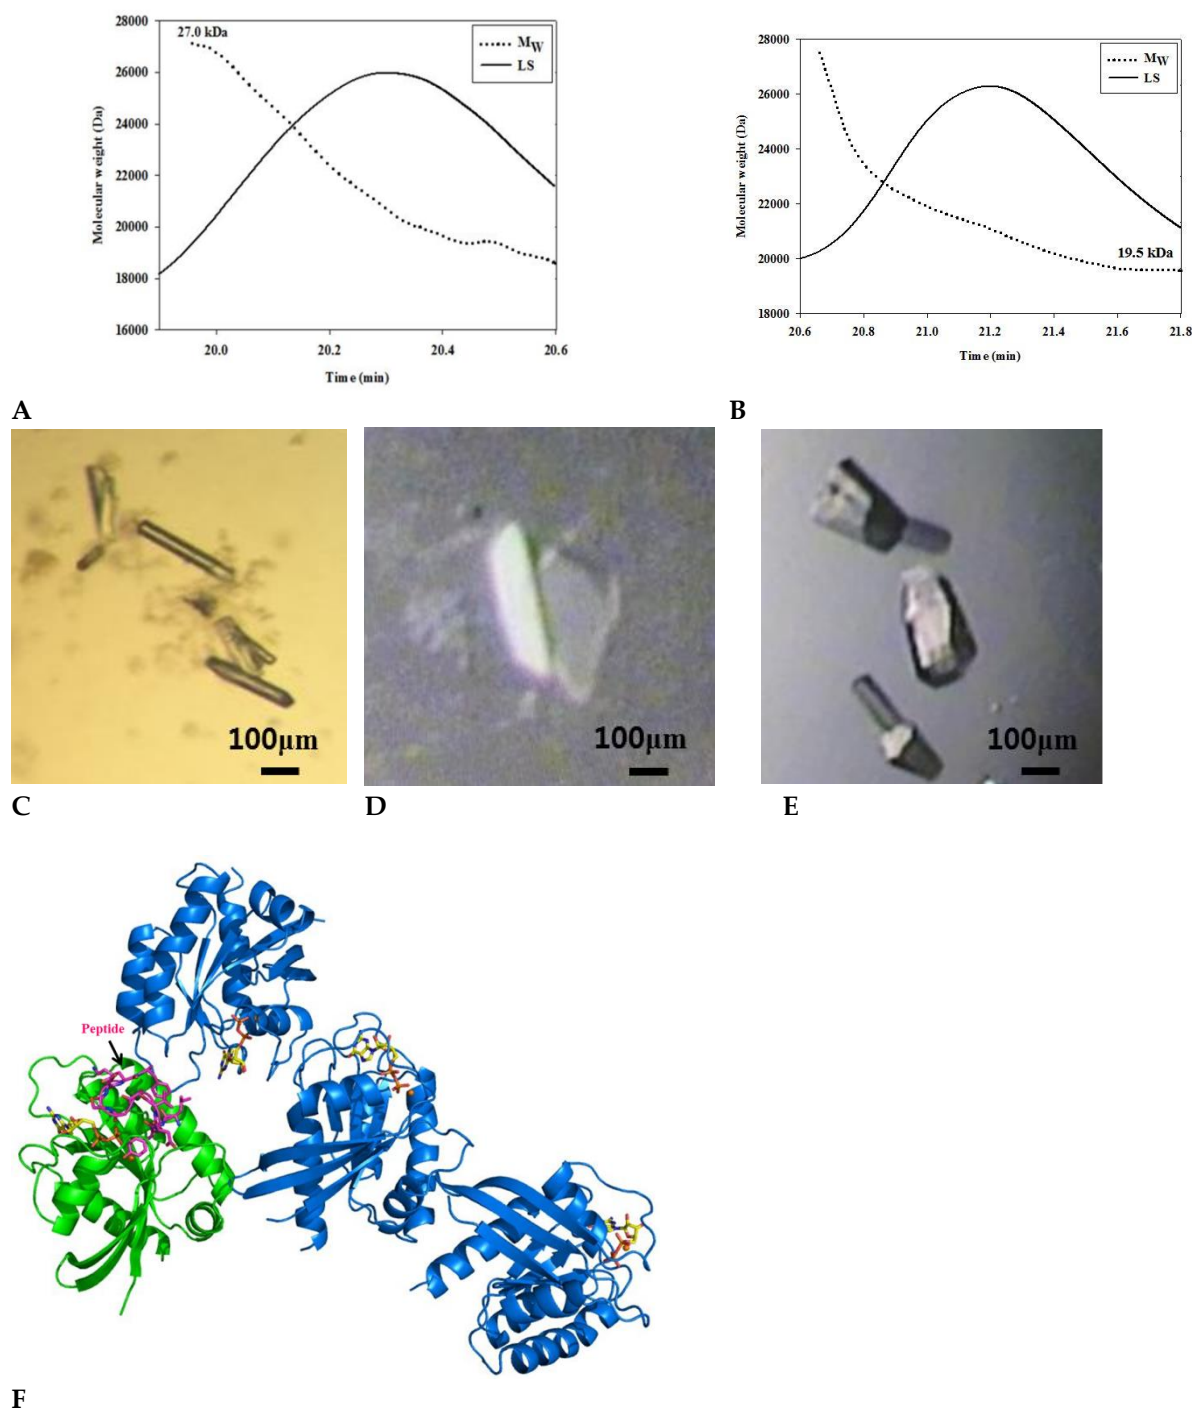 28000
26000
24000
22000
20000
18000
16000
27.0 kDa
M_W
LS
Molecular weight (Da)
20.0 20.2 20.4 20.6
Time (min)
A
28000
26000
24000
22000
20000
18000
M_W
LS
19.5 kDa
Molecular weight (Da)
20.6 20.8 21.0 21.2 21.4 21.6 21.8
Time (min)
B
100µm
C
100µm
D
100µm
E
Peptide
F